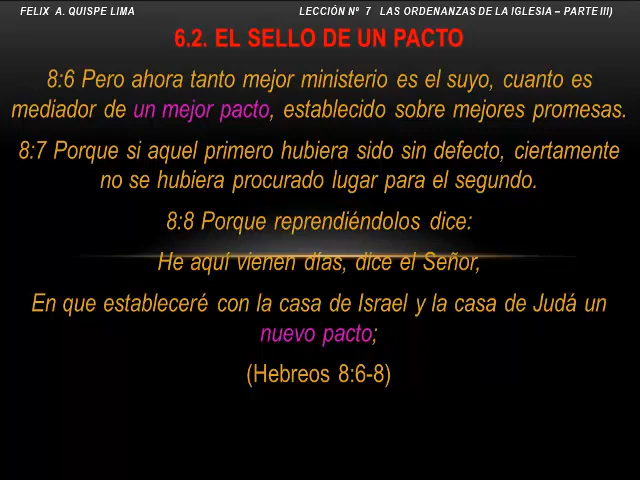 FELIX A. QUISPE LIMA LECCIÓN Nº 7 LAS ORDENANZAS DE LA IGLESIA – PARTE III)
6.2. EL SELLO DE UN PACTO
8:6 Pero ahora tanto mejor ministerio es el suyo, cuanto es
mediador de un mejor pacto, establecido sobre mejores promesas.
8:7 Porque si aquel primero hubiera sido sin defecto, ciertamente
no se hubiera procurado lugar para el segundo.
8:8 Porque reprendiéndolos dice:
He aquí vienen días, dice el Señor,
En que estableceré con la casa de Israel y la casa de Judá un
nuevo pacto;
(Hebreos 8:6-8)